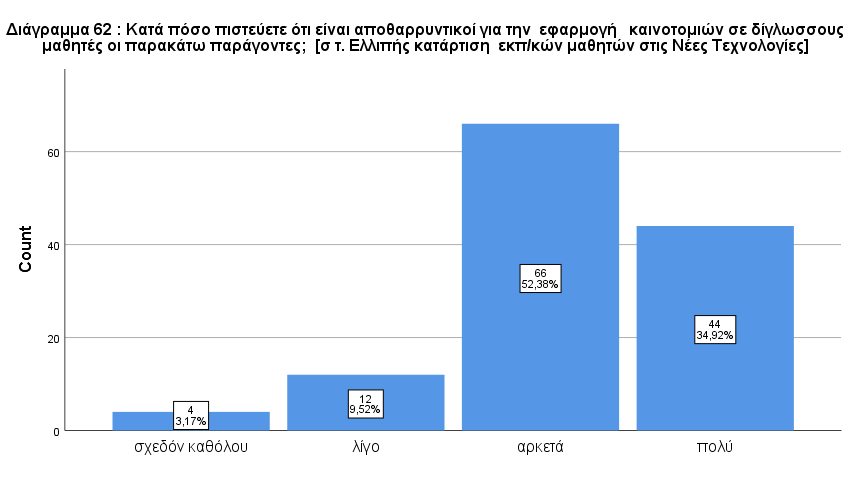 Διάγραμμα 62 : Κατά πόσο πιστεύετε ότι είναι αποθαρρυντικοί για την εφαρμογή καινοτομιών σε δίγλωσσους
μαθητές οι παρακάτω παράγοντες; [σ τ. Ελλιπής κατάρτιση εκπ/κών μαθητών στις Νέες Τεχνολογίες]
Count
60
40
20
0
4
3,17%
12
9,52%
66
52,38%
44
34,92%
σχεδόν καθόλου
λίγο
αρκετά
πολύ